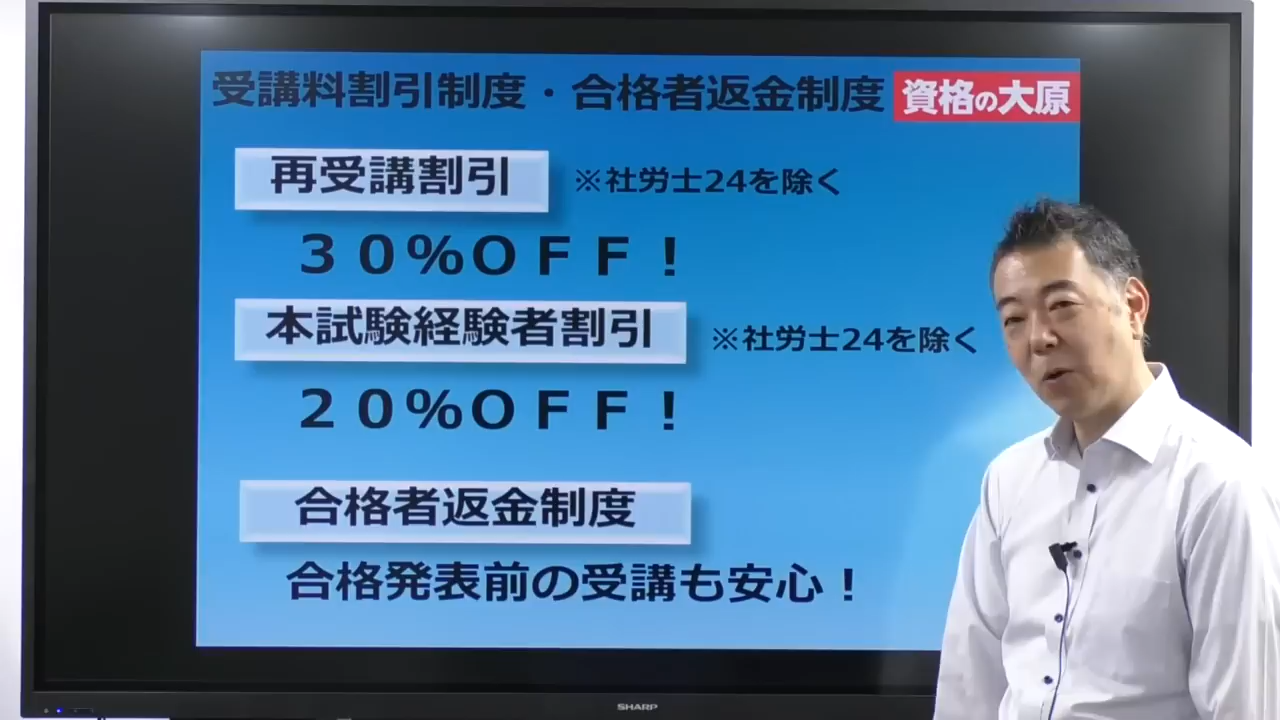 受講料割引制度・合格者返金制度 資格の大原
再受講割引 ※社労士24を除く
３０%ＯＦＦ！
本試験経験者割引 ※社労士24を除く
２０%ＯＦＦ！
合格者返金制度
合格発表前の受講も安心！
SHARP